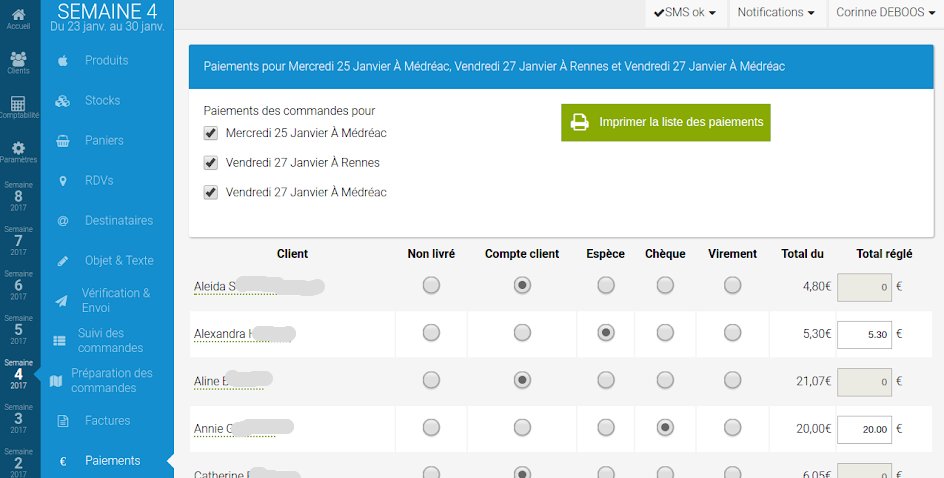 Accueil
Clients
Comptabilité
Paramètres
Semaine
8
2017
Semaine
7
2017
Semaine
6
2017
Semaine
5
2017
Semaine
4
2017
Semaine
3
2017
Semaine
2
2017
SEMAINE 4
Du 23 janv. au 30 janv.
Produits
Stocks
Paniers
RDVs
Destinataires
Objet & Texte
Vérification &
Envoi
Suivi des
commandes
Préparation des
commandes
Factures
Paiements
SMS ok
Notifications
Corinne DEBOOS
Paiements pour Mercredi 25 Janvier À Médréac, Vendredi 27 Janvier À Rennes et Vendredi 27 Janvier À Médréac
Paiements des commandes pour
Mercredi 25 Janvier À Médréac
Vendredi 27 Janvier À Rennes
Vendredi 27 Janvier À Médréac
Imprimer la liste des paiements
Client Non livré Compte client Espèce Chèque Virement Total du Total réglé
Aleida S 4,80€ 0 €
Alexandra 5,30€ 5.30 €
Aline 21,07€ 0 €
Annie 20,00€ 20.00 €
Catherine 6,05€ 0 €